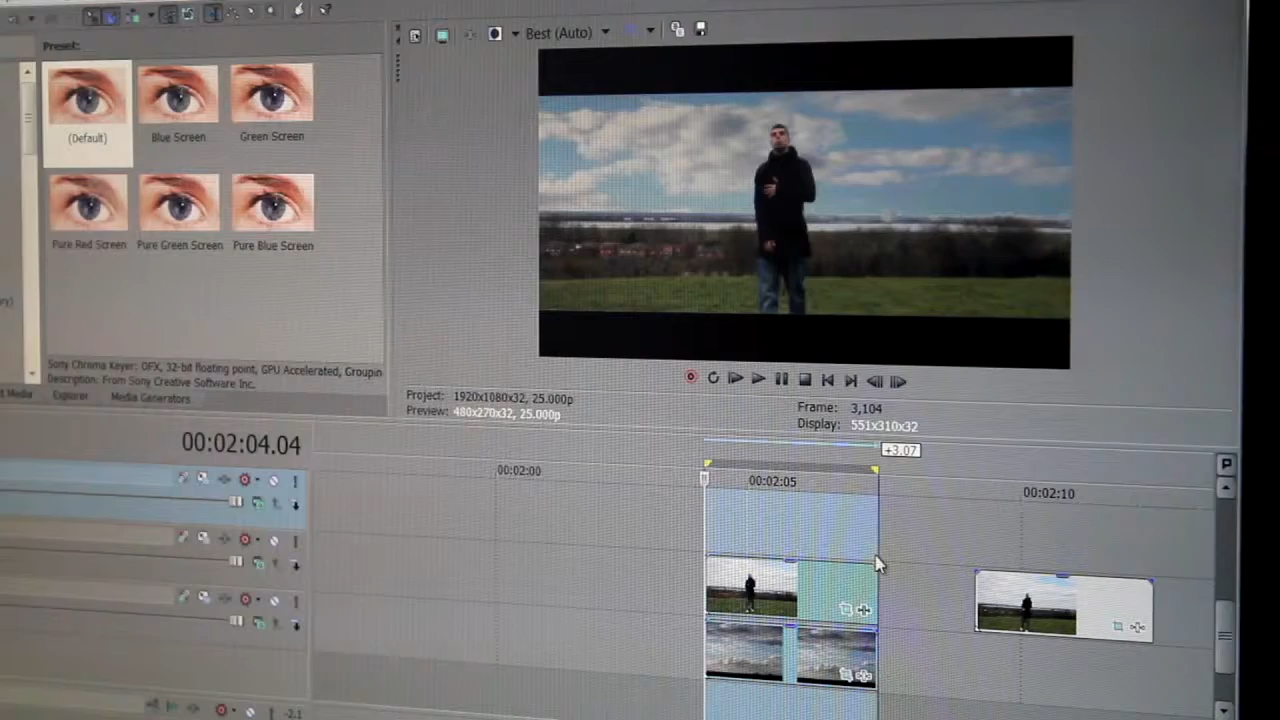 Preset:
Best (Auto)
(Default)
Blue Screen
Green Screen
Pure Red Screen
Pure Green Screen
Pure Blue Screen
Sony Chroma Keyer: OFX, 32-bit floating point, GPU Accelerated, Groupin
Description: From Sony Creative Software Inc.
Media
Explorer
Media Generators
Project: 1920x1080x32, 25.000p
Preview: 480x270x32, 25.000p
Frame: 3,104
Display: 551x310x32
00:02:04.04
+3.07
00:02:00
00:02:05
00:02:10
P
-2.1